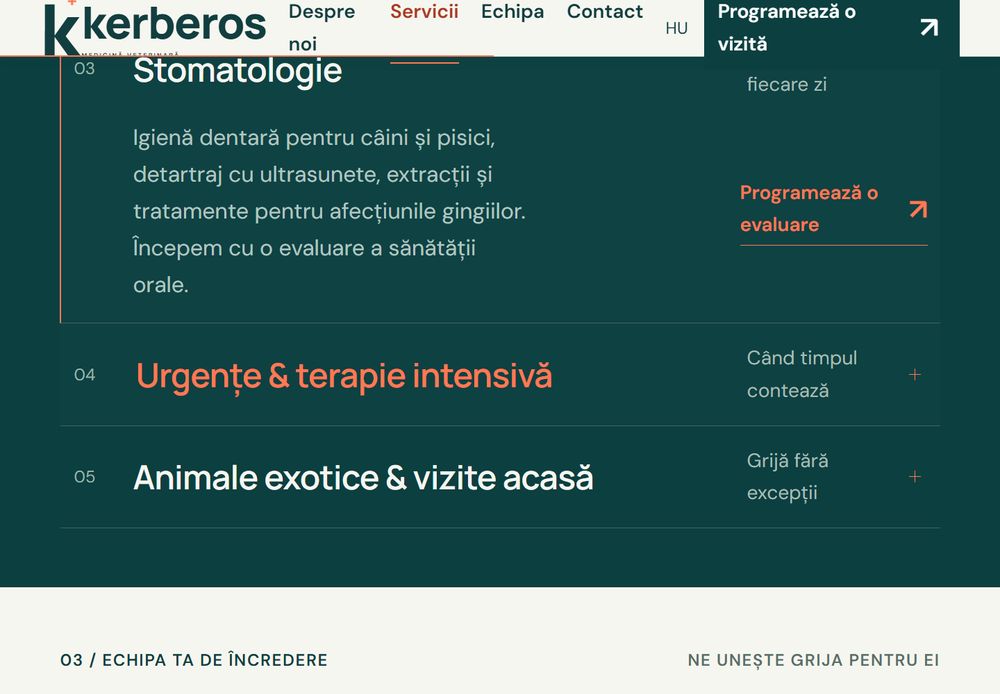 kkerberos
MEDICINĂ VETERINARĂ
Despre noi
Servicii
Echipa
Contact
HU
Programează o
vizită
03
Stomatologie
fiecare zi
Igienă dentară pentru câini și pisici,
detartraj cu ultrasunete, extracții și
tratamente pentru afecțiunile gingiilor.
Începem cu o evaluare a sănătății
orale.
Programează o
evaluare
04
Urgențe & terapie intensivă
Când timpul
contează
+
05
Animale exotice & vizite acasă
Grijă fără
excepții
+
03 / ECHIPA TA DE ÎNCREDERE
NE UNEȘTE GRIJA PENTRU EI